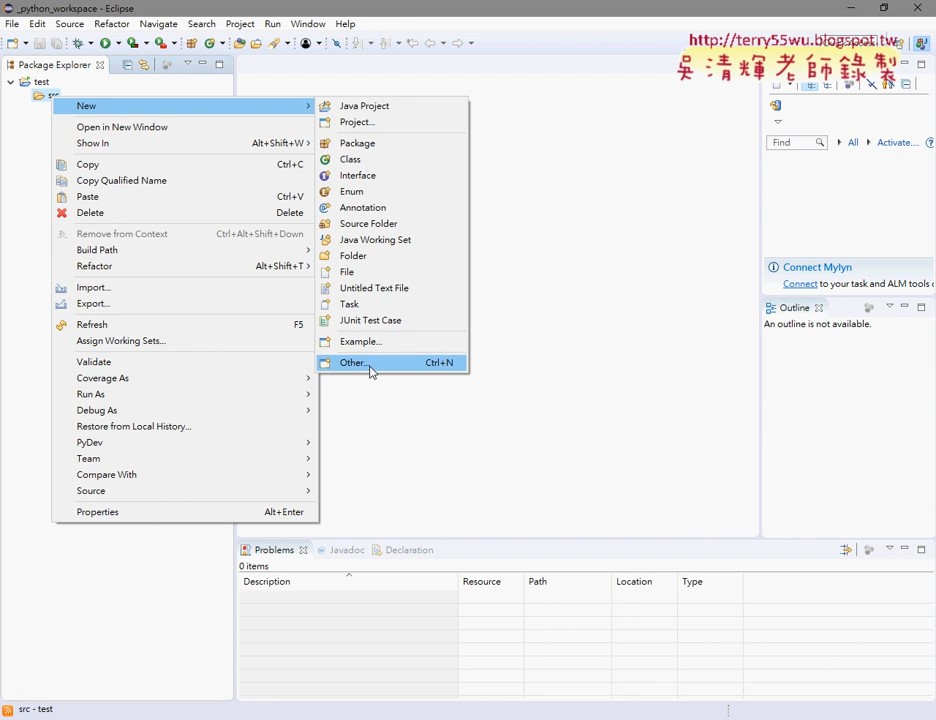 _python_workspace - Eclipse
File Edit Source Refactor Navigate Search Project Run Window Help
http://terry55wu.blogspot.tw
吳清輝老師錄製
Package Explorer
test
src
New
Open in New Window
Show In Alt+Shift+W
Copy Ctrl+C
Copy Qualified Name
Paste Ctrl+V
Delete Delete
Remove from Context Ctrl+Alt+Shift+Down
Build Path
Refactor Alt+Shift+T
Import...
Export...
Refresh F5
Assign Working Sets...
Validate
Coverage As
Run As
Debug As
Restore from Local History...
PyDev
Team
Compare With
Source
Properties Alt+Enter
Java Project
Project...
Package
Class
Interface
Enum
Annotation
Source Folder
Java Working Set
Folder
File
Untitled Text File
Task
JUnit Test Case
Example...
Other... Ctrl+N
Find All Activate...
Connect Mylyn
Connect to your task and ALM tools
Outline
An outline is not available.
Problems Javadoc Declaration
0 items
Description Resource Path Location Type
src - test